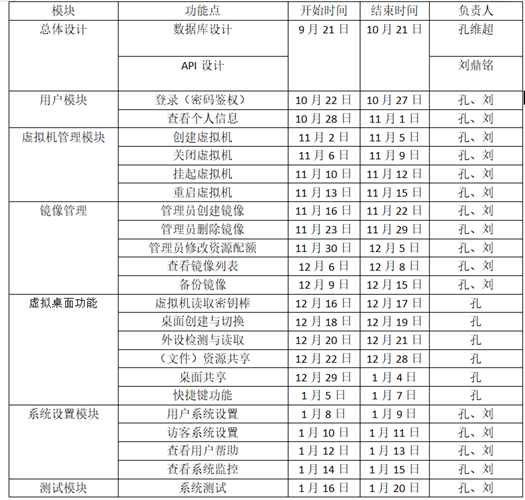 模块 功能点 开始时间 结束时间 负责人
总体设计 数据库设计 9 月 21 日 10 月 21 日 孔维超
API 设计 刘鼎铭
用户模块 登录（密码鉴权） 10 月 22 日 10 月 27 日 孔、刘
查看个人信息 10 月 28 日 11 月 1 日 孔、刘
虚拟机管理模块 创建虚拟机 11 月 2 日 11 月 5 日 孔、刘
关闭虚拟机 11 月 6 日 11 月 9 日 孔、刘
挂起虚拟机 11 月 10 日 11 月 12 日 孔、刘
重启虚拟机 11 月 13 日 11 月 15 日 孔、刘
镜像管理 管理员创建镜像 11 月 16 日 11 月 22 日 孔、刘
管理员删除镜像 11 月 23 日 11 月 29 日 孔、刘
管理员修改资源配额 11 月 30 日 12 月 5 日 孔、刘
查看镜像列表 12 月 6 日 12 月 8 日 孔、刘
备份镜像 12 月 9 日 12 月 15 日 孔、刘
虚拟桌面功能 虚拟机读取密钥棒 12 月 16 日 12 月 17 日 孔
桌面创建与切换 12 月 18 日 12 月 19 日 孔
外设检测与读取 12 月 20 日 12 月 21 日 孔
（文件）资源共享 12 月 22 日 12 月 28 日 孔
桌面共享 12 月 29 日 1 月 4 日 孔
快捷键功能 1 月 5 日 1 月 7 日 孔
系统设置模块 用户系统设置 1 月 8 日 1 月 9 日 孔、刘
访客系统设置 1 月 10 日 1 月 11 日 孔、刘
查看用户帮助 1 月 12 日 1 月 13 日 孔、刘
查看系统监控 1 月 14 日 1 月 15 日 孔、刘
测试模块 系统测试 1 月 16 日 1 月 20 日 孔、刘